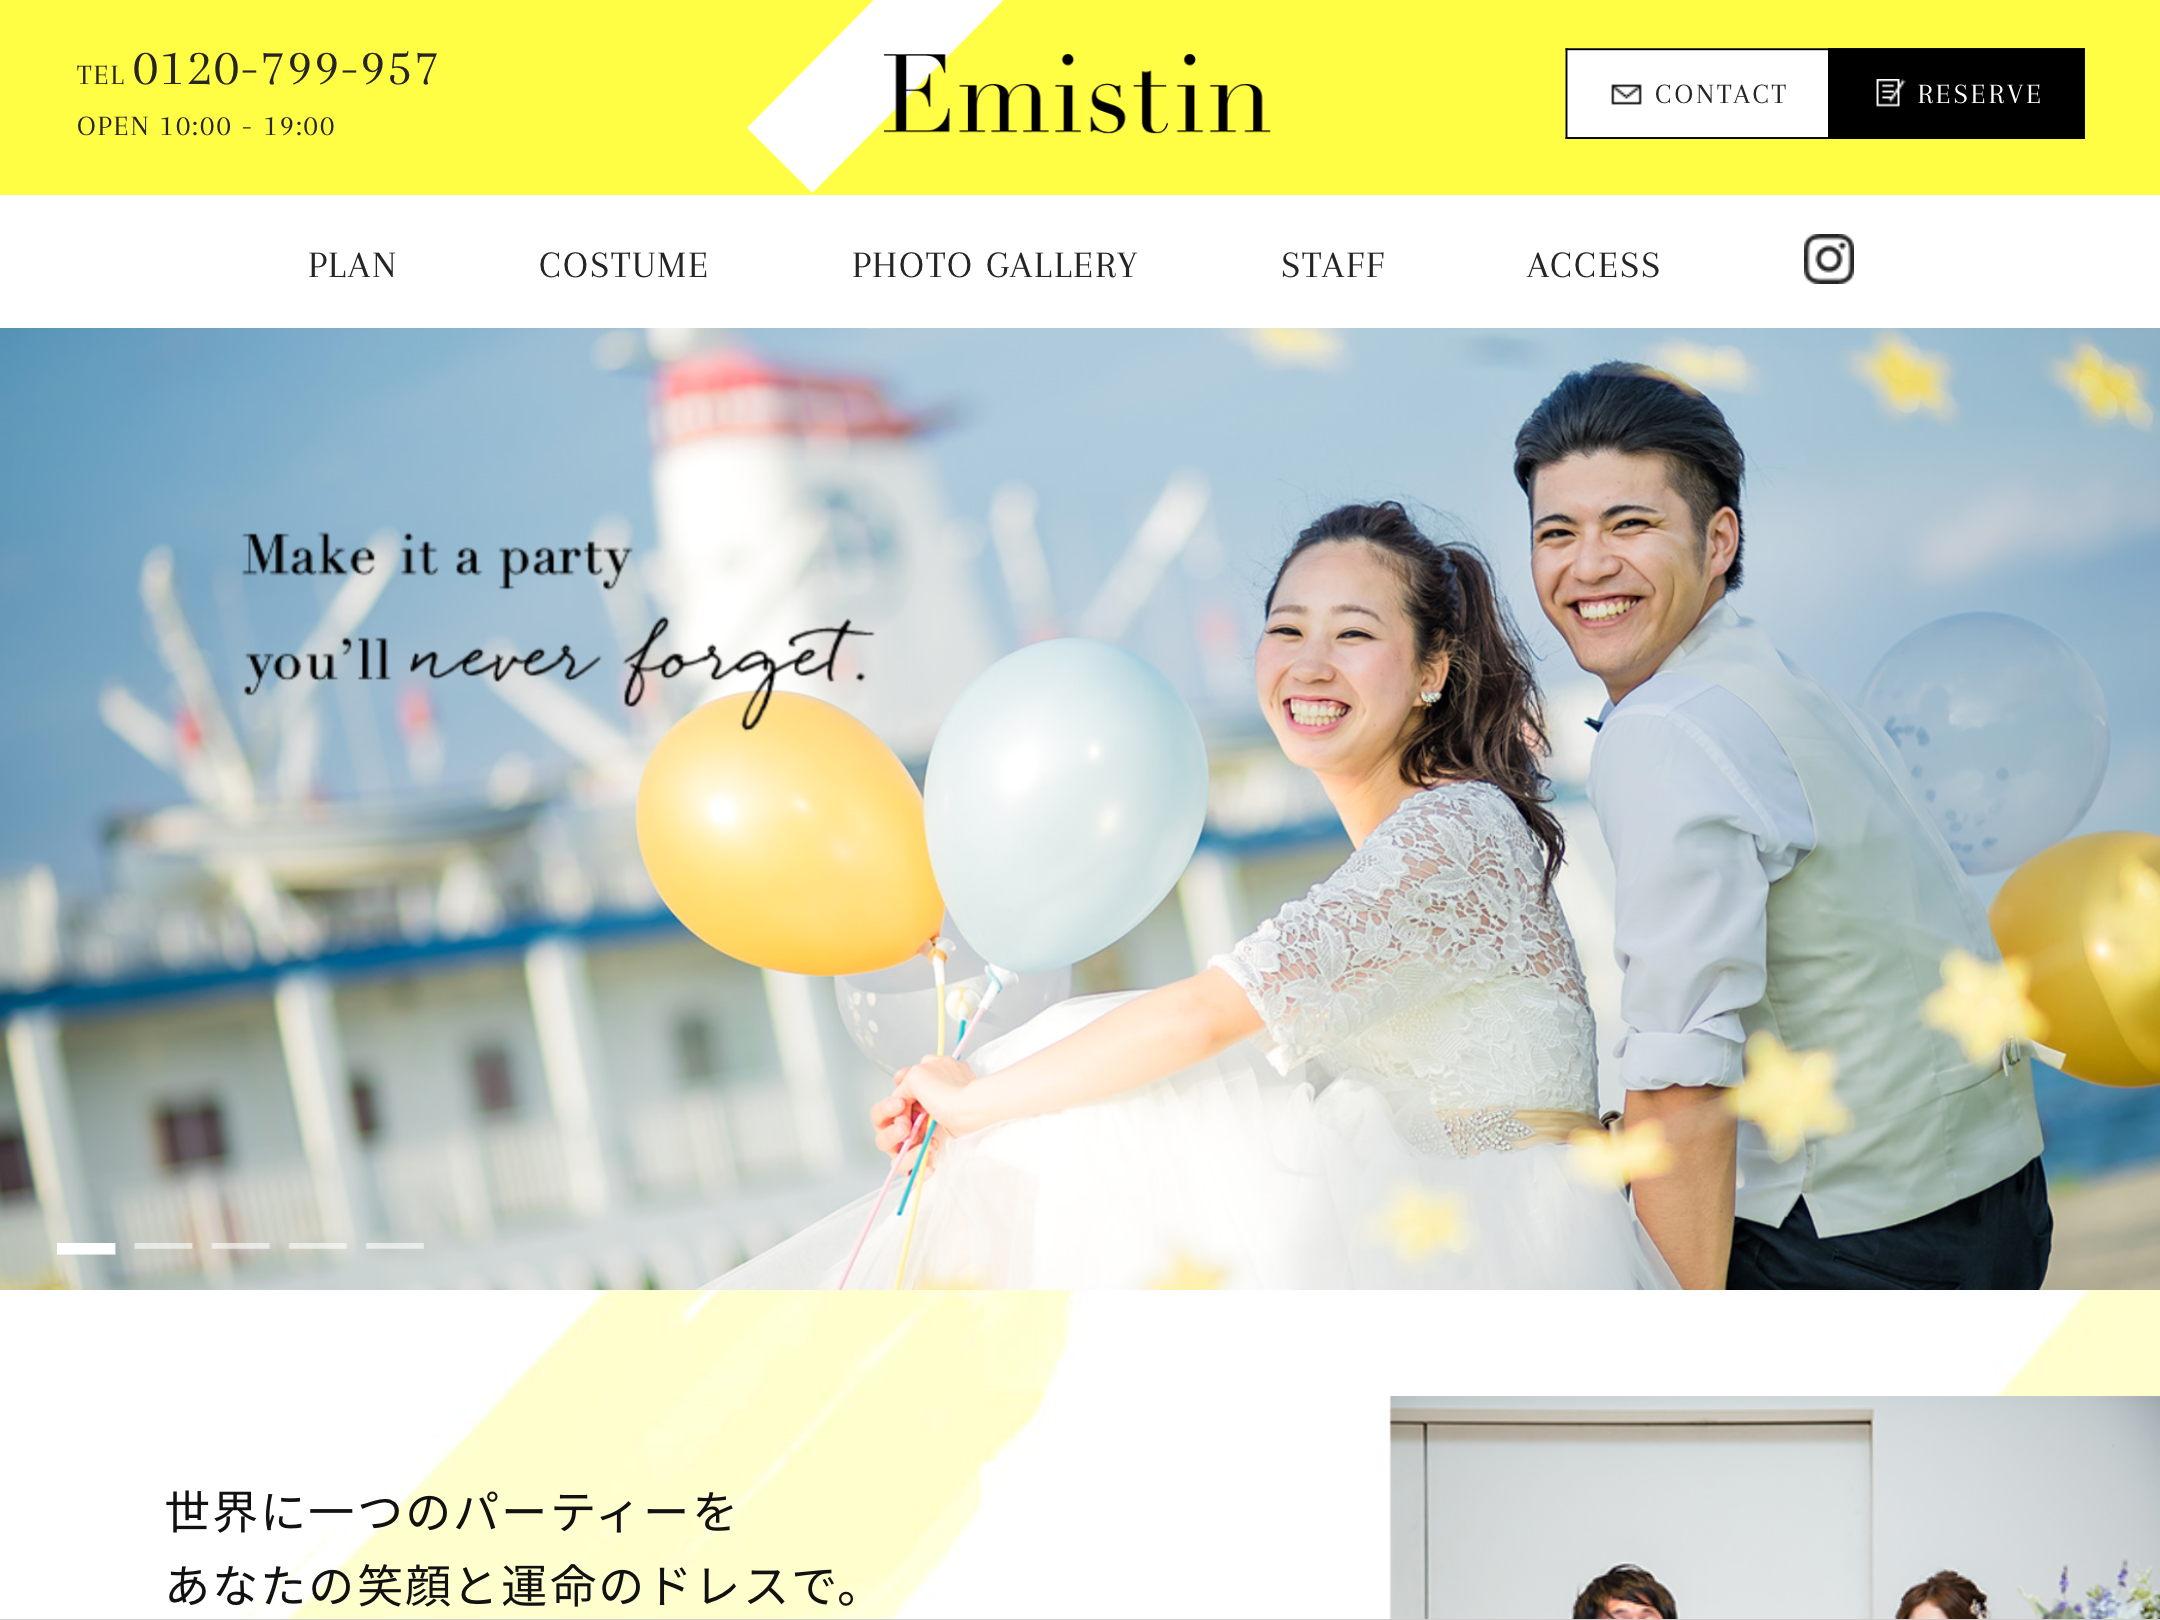 TEL 0120-799-957
OPEN 10:00 - 19:00
Emistin
CONTACT
RESERVE
PLAN
COSTUME
PHOTO GALLERY
STAFF
ACCESS
Make it a party
you’ll never forget.
世界に一つのパーティーを
あなたの笑顔と運命のドレスで。